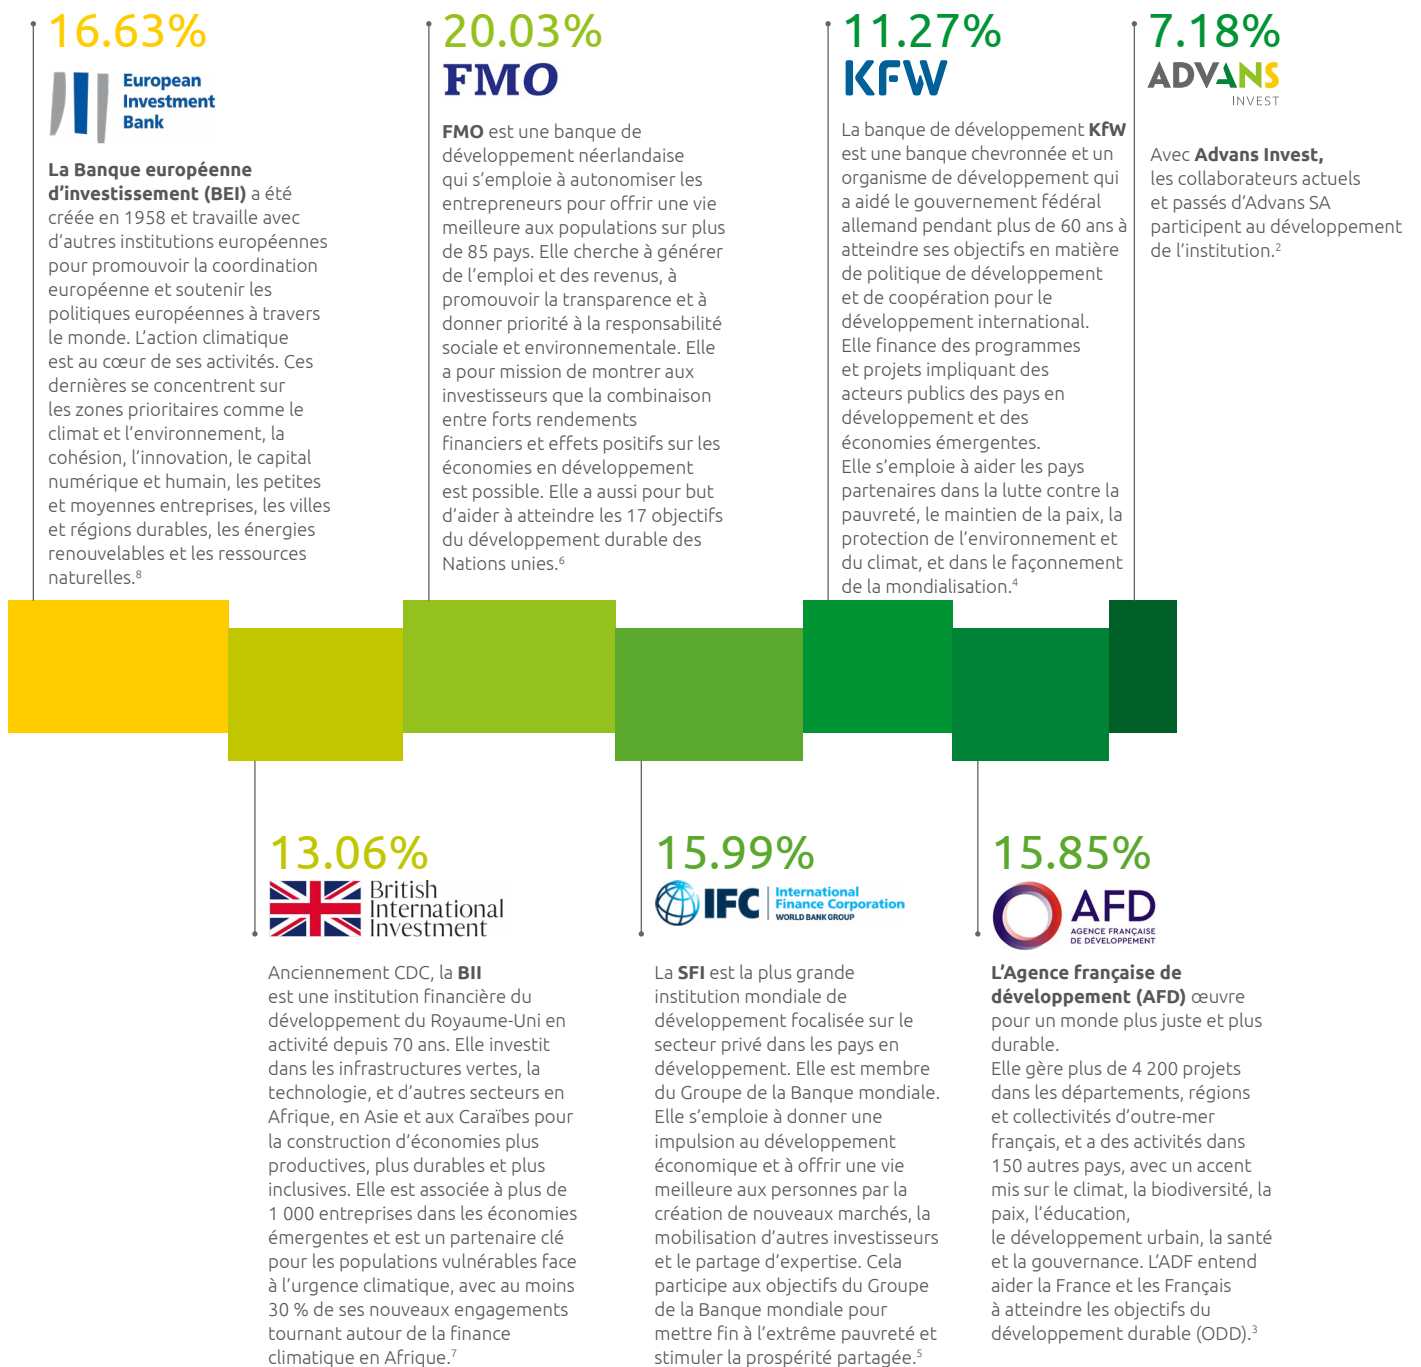 16.63%
European
Investment
Bank
La Banque européenne
d’investissement (BEI) a été
créée en 1958 et travaille avec
d’autres institutions européennes
pour promouvoir la coordination
européenne et soutenir les
politiques européennes à travers
le monde. L’action climatique
est au cœur de ses activités. Ces
dernières se concentrent sur
les zones prioritaires comme le
climat et l’environnement, la
cohésion, l’innovation, le capital
numérique et humain, les petites
et moyennes entreprises, les villes
et régions durables, les énergies
renouvelables et les ressources
naturelles.8
20.03%
FMO
FMO est une banque de
développement néerlandaise
qui s’emploie à autonomiser les
entrepreneurs pour offrir une vie
meilleure aux populations sur plus
de 85 pays. Elle cherche à générer
de l’emploi et des revenus, à
promouvoir la transparence et à
donner priorité à la responsabilité
sociale et environnementale. Elle
a pour mission de montrer aux
investisseurs que la combinaison
entre forts rendements
financiers et effets positifs sur les
économies en développement
est possible. Elle a aussi pour but
d’aider à atteindre les 17 objectifs
du développement durable des
Nations unies.6
11.27%
KFW
La banque de développement KfW
est une banque chevronnée et un
organisme de développement qui
a aidé le gouvernement fédéral
allemand pendant plus de 60 ans à
atteindre ses objectifs en matière
de politique de développement
et de coopération pour le
développement international.
Elle finance des programmes
et projets impliquant des
acteurs publics des pays en
développement et des
économies émergentes.
Elle s’emploie à aider les pays
partenaires dans la lutte contre la
pauvreté, le maintien de la paix, la
protection de l’environnement et
du climat, et dans le façonnement
de la mondialisation.4
7.18%
ADVANS
INVEST
Avec Advans Invest,
les collaborateurs actuels
et passés d’Advans SA
participent au développement
de l’institution.2
13.06%
British
International
Investment
Anciennement CDC, la BII
est une institution financière du
développement du Royaume-Uni en
activité depuis 70 ans. Elle investit
dans les infrastructures vertes, la
technologie, et d’autres secteurs en
Afrique, en Asie et aux Caraïbes pour
la construction d’économies plus
productives, plus durables et plus
inclusives. Elle est associée à plus de
1 000 entreprises dans les économies
émergentes et est un partenaire clé
pour les populations vulnérables face
à l’urgence climatique, avec au moins
30 % de ses nouveaux engagements
tournant autour de la finance
climatique en Afrique.7
15.99%
IFC
International
Finance Corporation
WORLD BANK GROUP
La SFI est la plus grande
institution mondiale de
développement focalisée sur le
secteur privé dans les pays en
développement. Elle est membre
du Groupe de la Banque mondiale.
Elle s’emploie à donner une
impulsion au développement
économique et à offrir une vie
meilleure aux personnes par la
création de nouveaux marchés, la
mobilisation d’autres investisseurs
et le partage d’expertise. Cela
participe aux objectifs du Groupe
de la Banque mondiale pour
mettre fin à l’extrême pauvreté et
stimuler la prospérité partagée.5
15.85%
AFD
AGENCE FRANÇAISE
DE DÉVELOPPEMENT
L’Agence française de
développement (AFD) œuvre
pour un monde plus juste et plus
durable.
Elle gère plus de 4 200 projets
dans les départements, régions
et collectivités d’outre-mer
français, et a des activités dans
150 autres pays, avec un accent
mis sur le climat, la biodiversité, la
paix, l’éducation,
le développement urbain, la santé
et la gouvernance. L’ADF entend
aider la France et les Français
à atteindre les objectifs du
développement durable (ODD).3